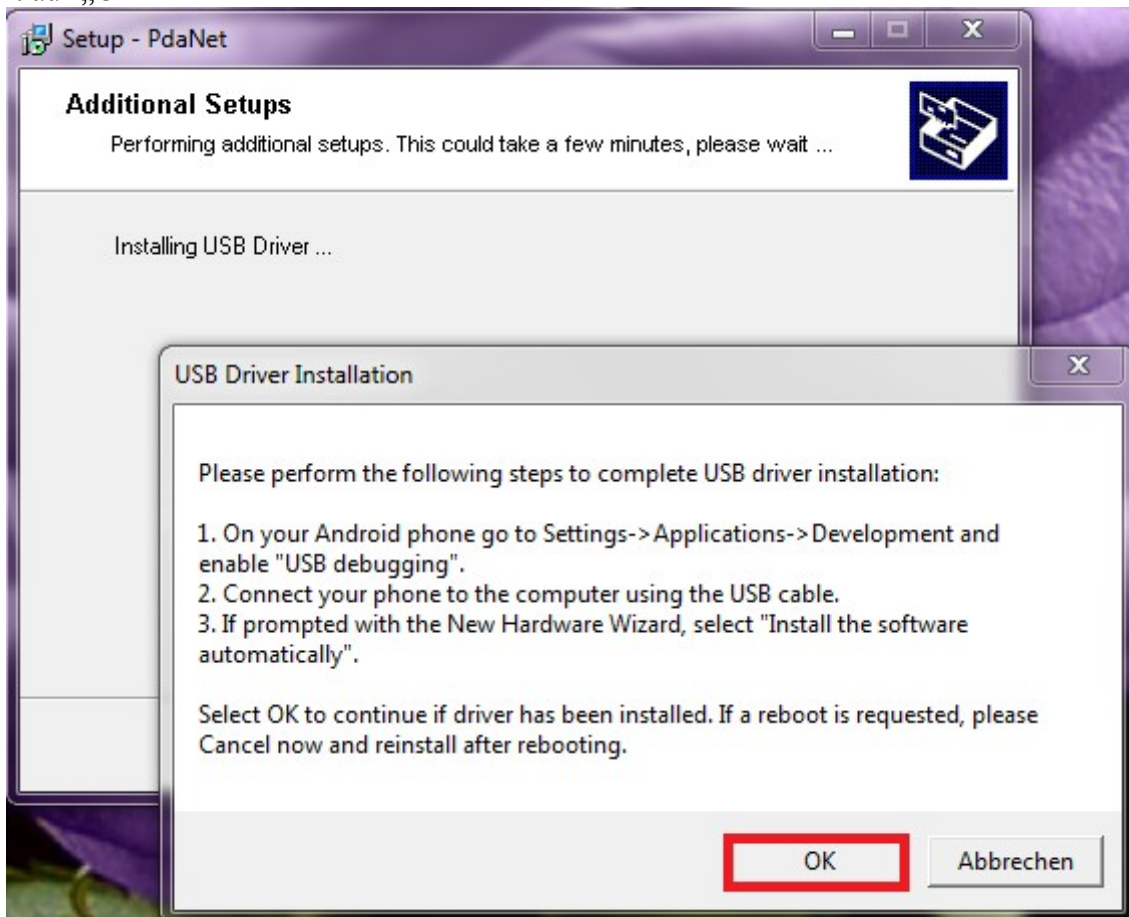 Setup - PdaNet
Additional Setups
Performing additional setups. This could take a few minutes, please wait ...
Installing USB Driver ...
USB Driver Installation
Please perform the following steps to complete USB driver installation:
1. On your Android phone go to Settings->Applications->Development and
enable "USB debugging".
2. Connect your phone to the computer using the USB cable.
3. If prompted with the New Hardware Wizard, select "Install the software
automatically".
Select OK to continue if driver has been installed. If a reboot is requested, please
Cancel now and reinstall after rebooting.
OK
Abbrechen